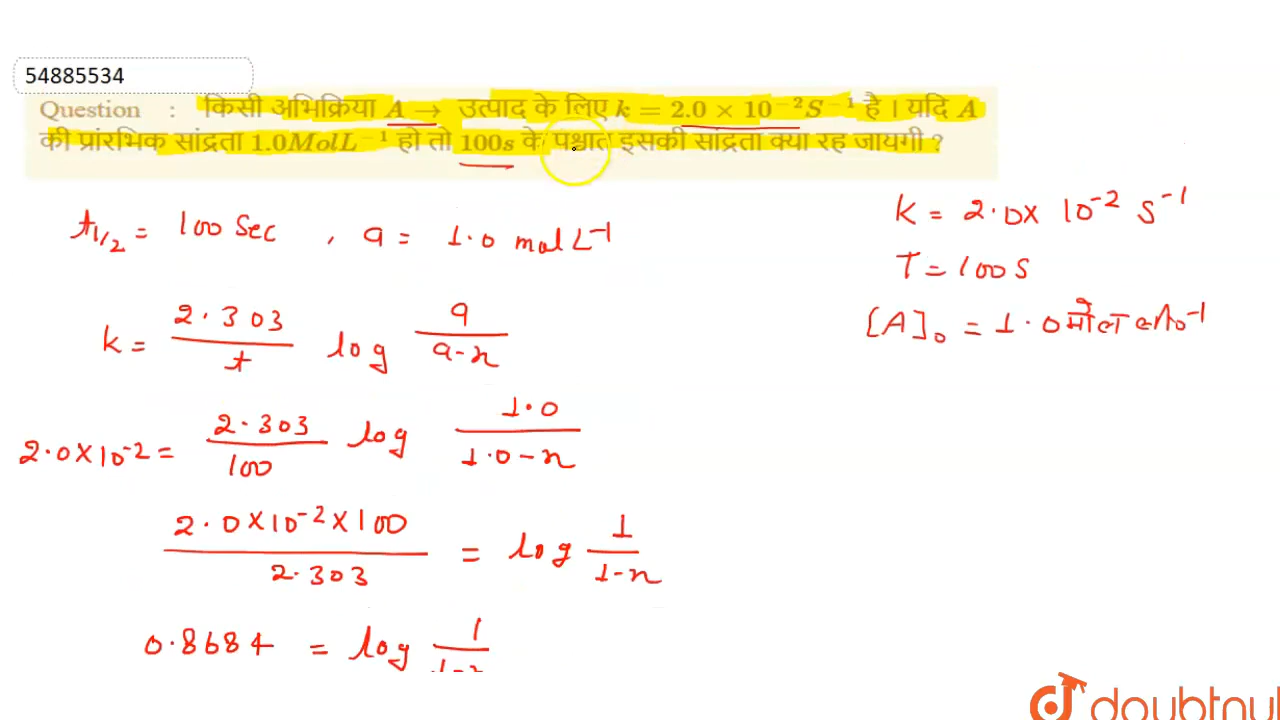 54885534
Question : किसी अभिक्रिया A → उत्पाद के लिए k = 2.0 × 10⁻² S⁻¹ है । यदि A
की प्रांरभिक सांद्रता 1.0MolL⁻¹ हो तो 100s के पश्चात इसकी सांद्रता क्या रह जायगी ?
t1/2 = 100 Sec , a = 1.0 mol L⁻¹
K = 2.0× 10⁻² S⁻¹
T = 100 S
[A]₀ = 1.0 मोल
k = 2.303/t log a/a-x
2.0×10⁻² = 2.303/100 log 1.0/1.0-x
2.0×10⁻²×100/2.303 = log 1/1-x
0.8684 = log 1/
doubtnut